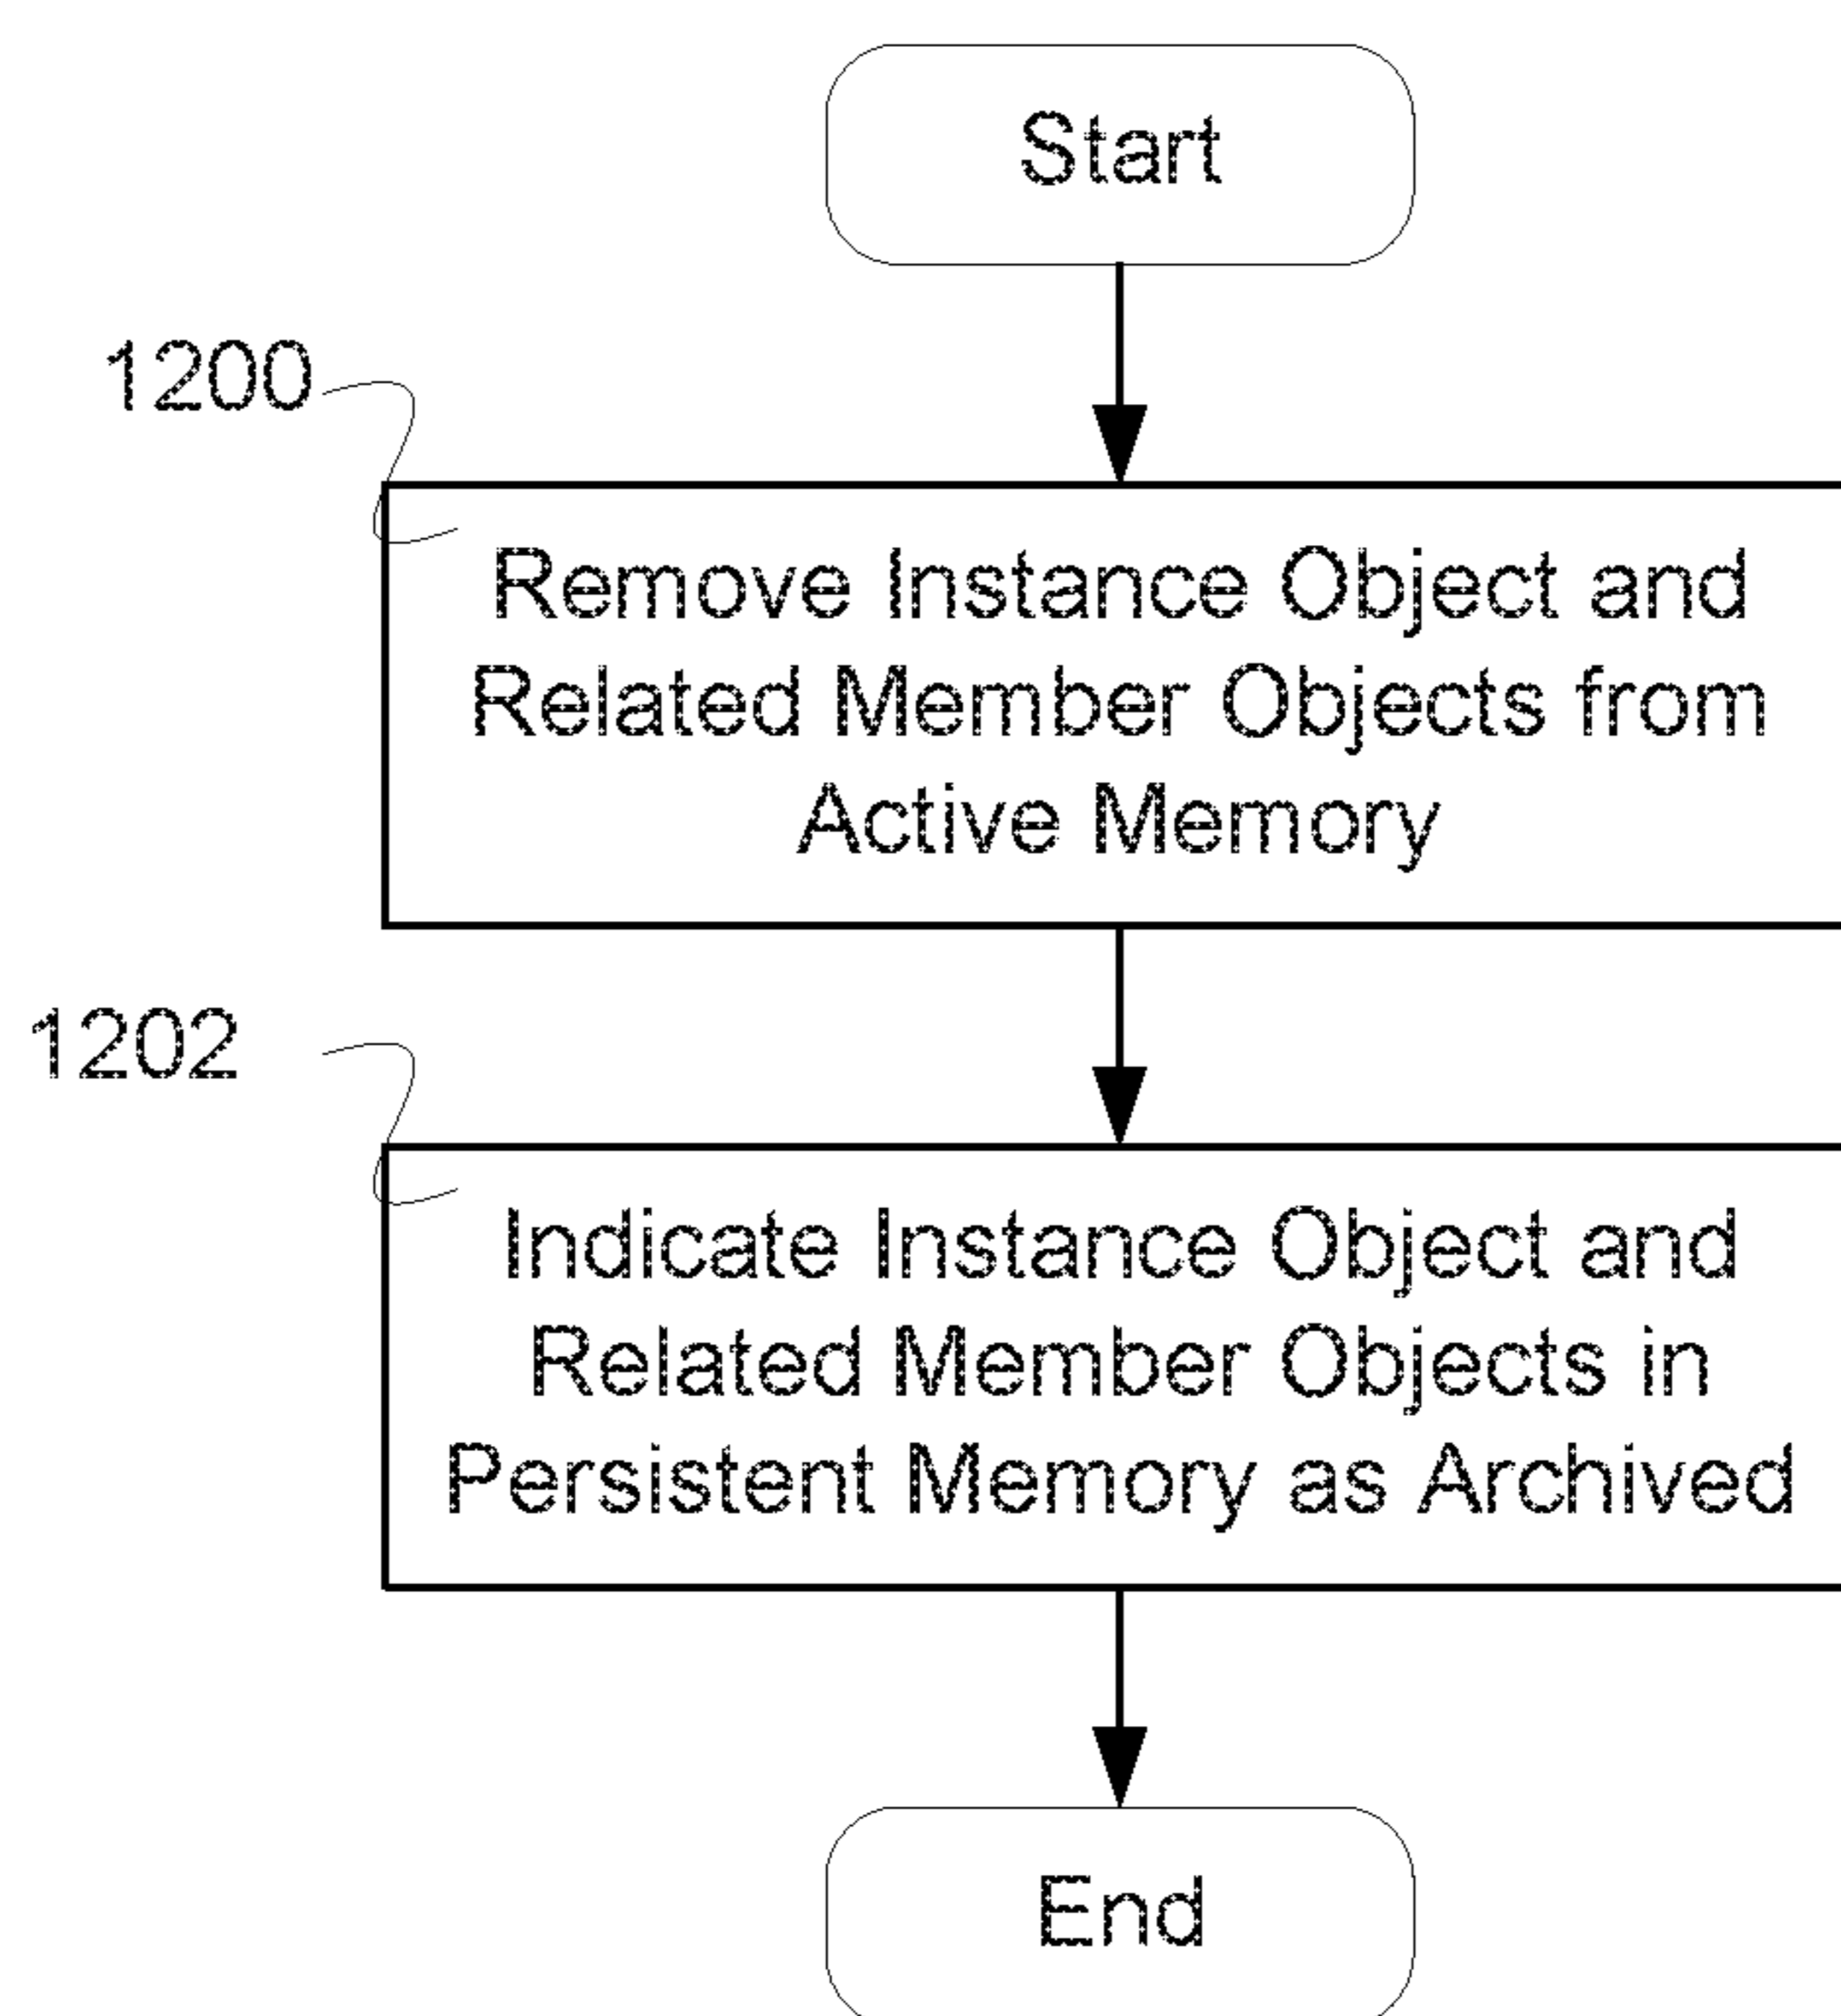 Start
1200
Remove Instance Object and
Related Member Objects from
Active Memory
1202
Indicate Instance Object and
Related Member Objects in
Persistent Memory as Archived
End